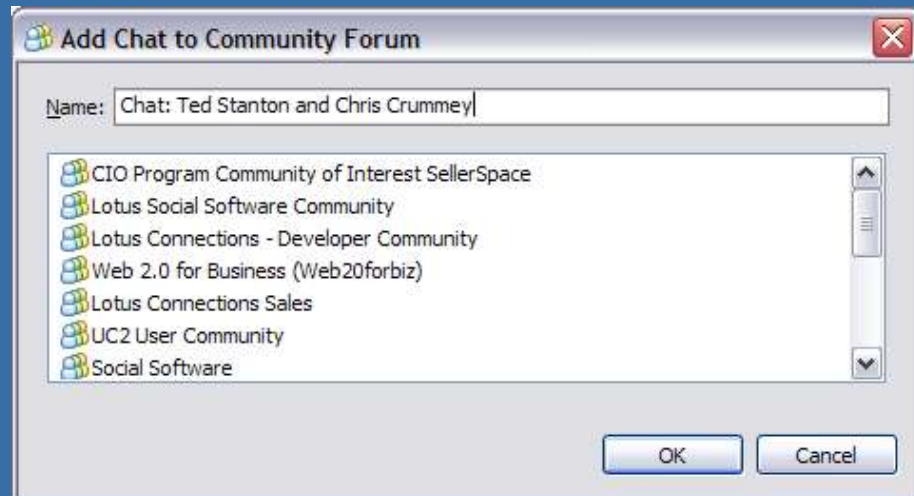 Add Chat to Community Forum
Name: Chat: Ted Stanton and Chris Crummey
CIO Program Community of Interest SellerSpace
Lotus Social Software Community
Lotus Connections - Developer Community
Web 2.0 for Business (Web20forbiz)
Lotus Connections Sales
UC2 User Community
Social Software
OK Cancel